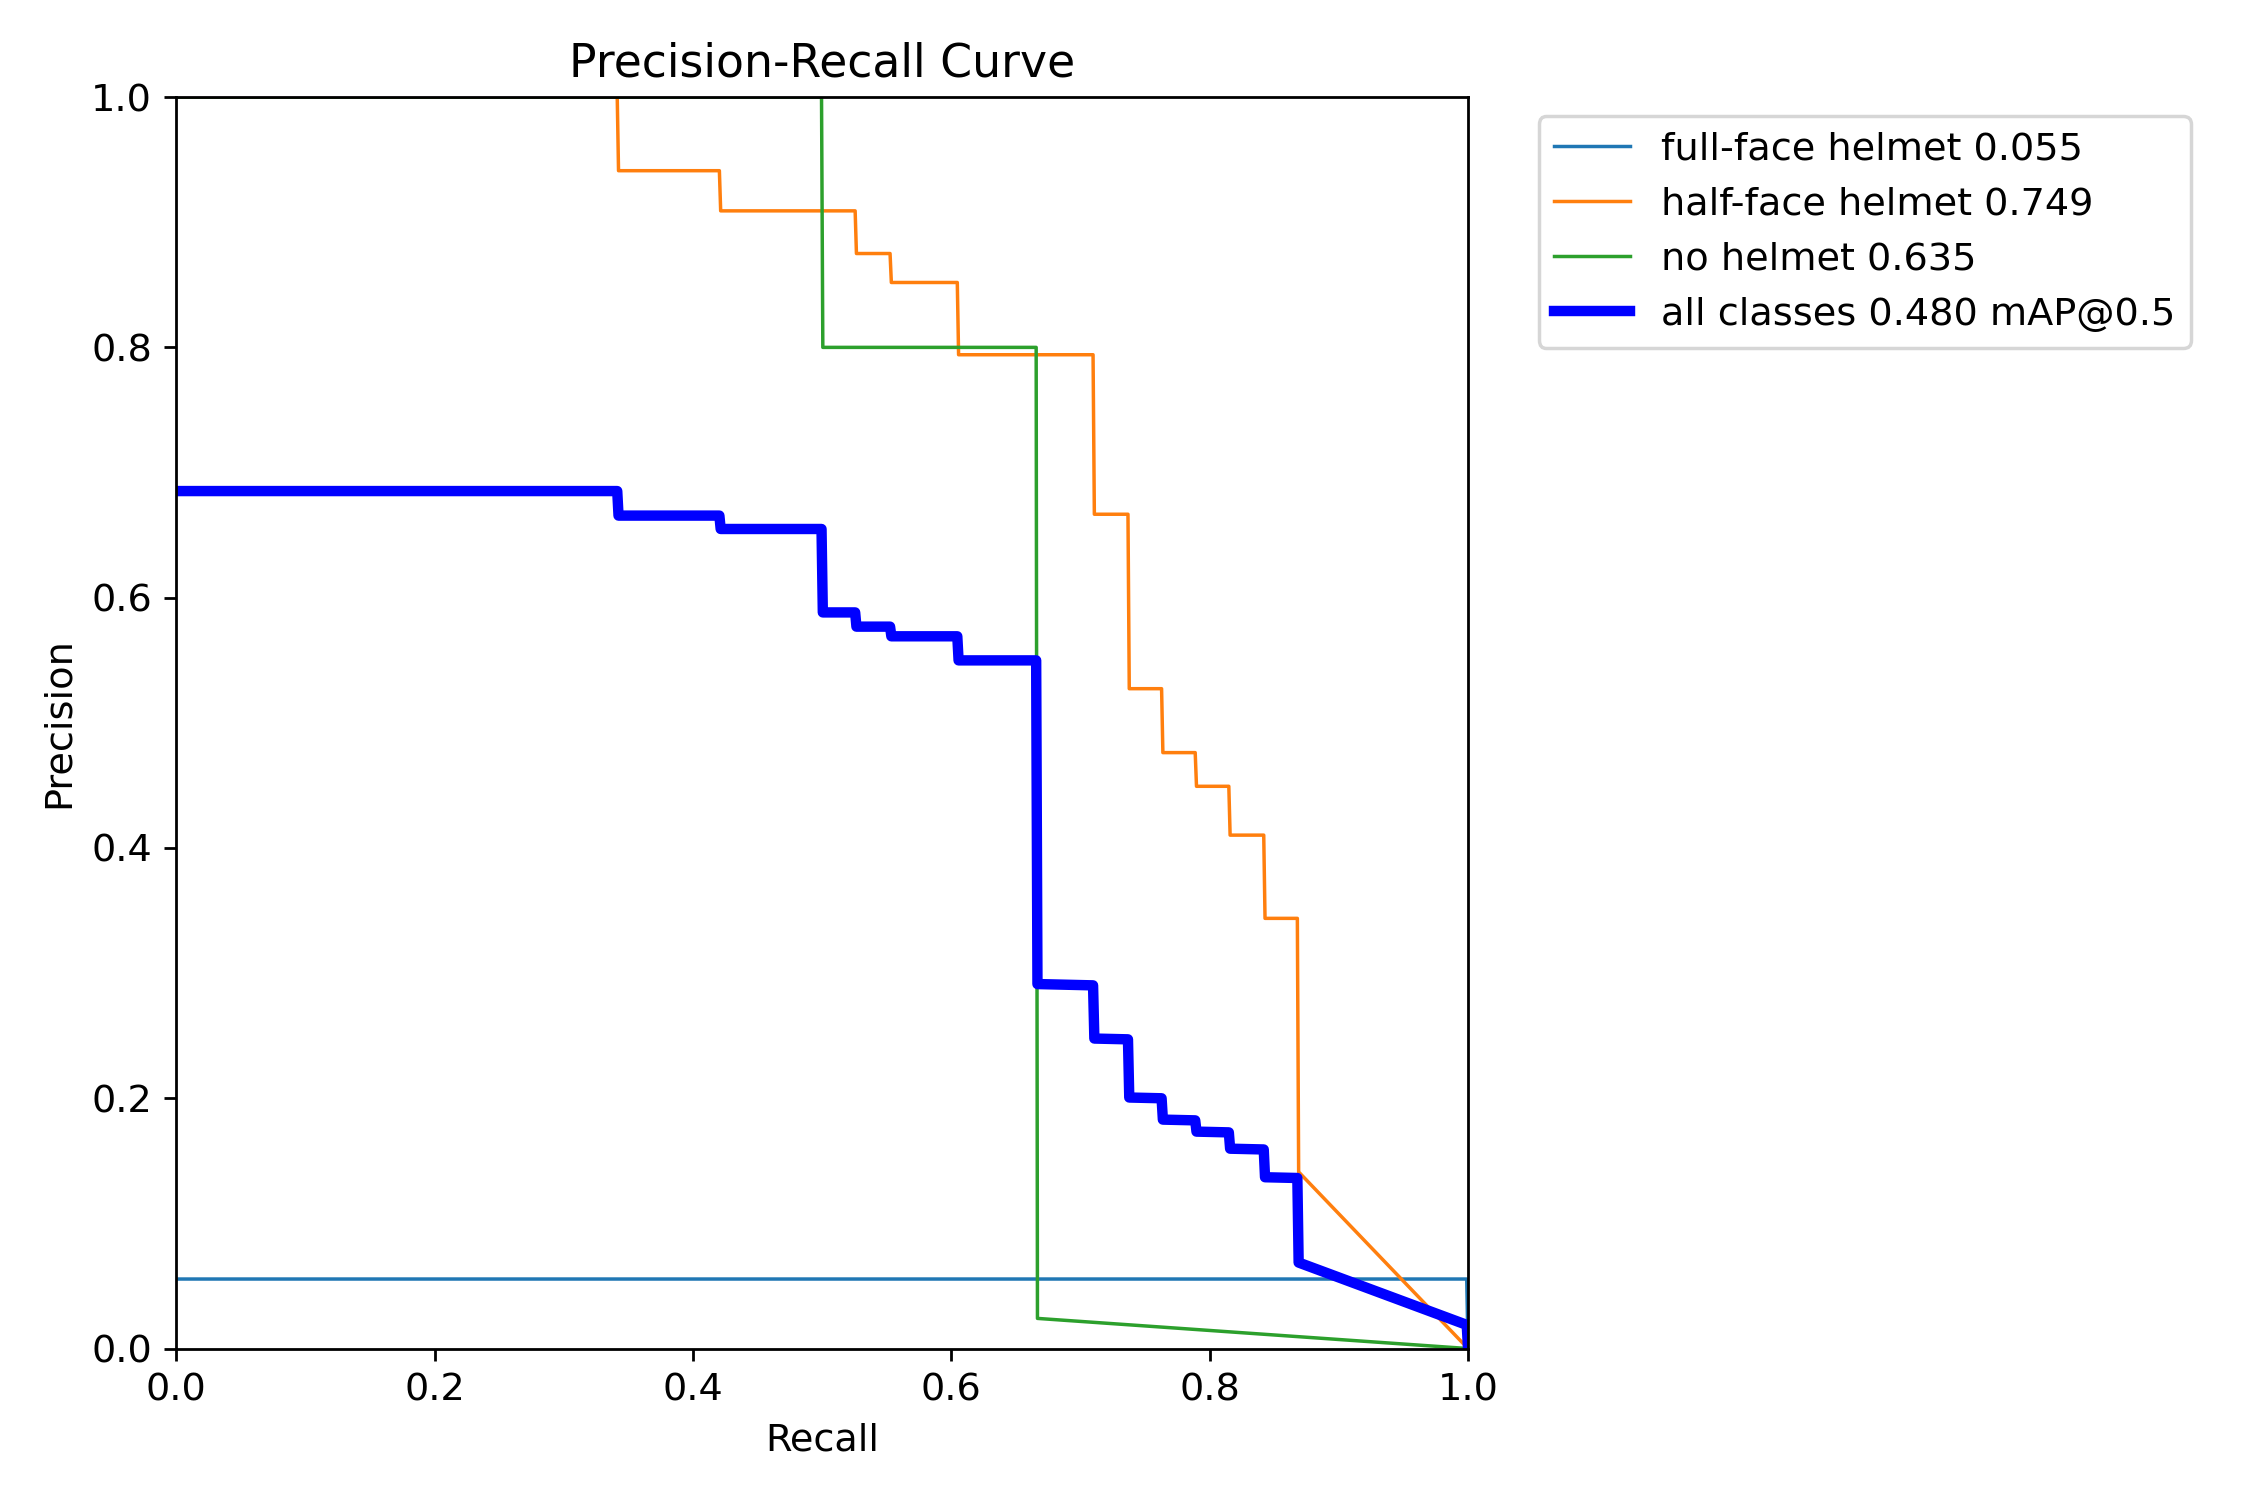 Precision-Recall Curve
1.0
0.8
0.6
0.4
0.2
0.0
Precision
0.0 0.2 0.4 0.6 0.8 1.0
Recall
full-face helmet 0.055
half-face helmet 0.749
no helmet 0.635
all classes 0.480 mAP@0.5